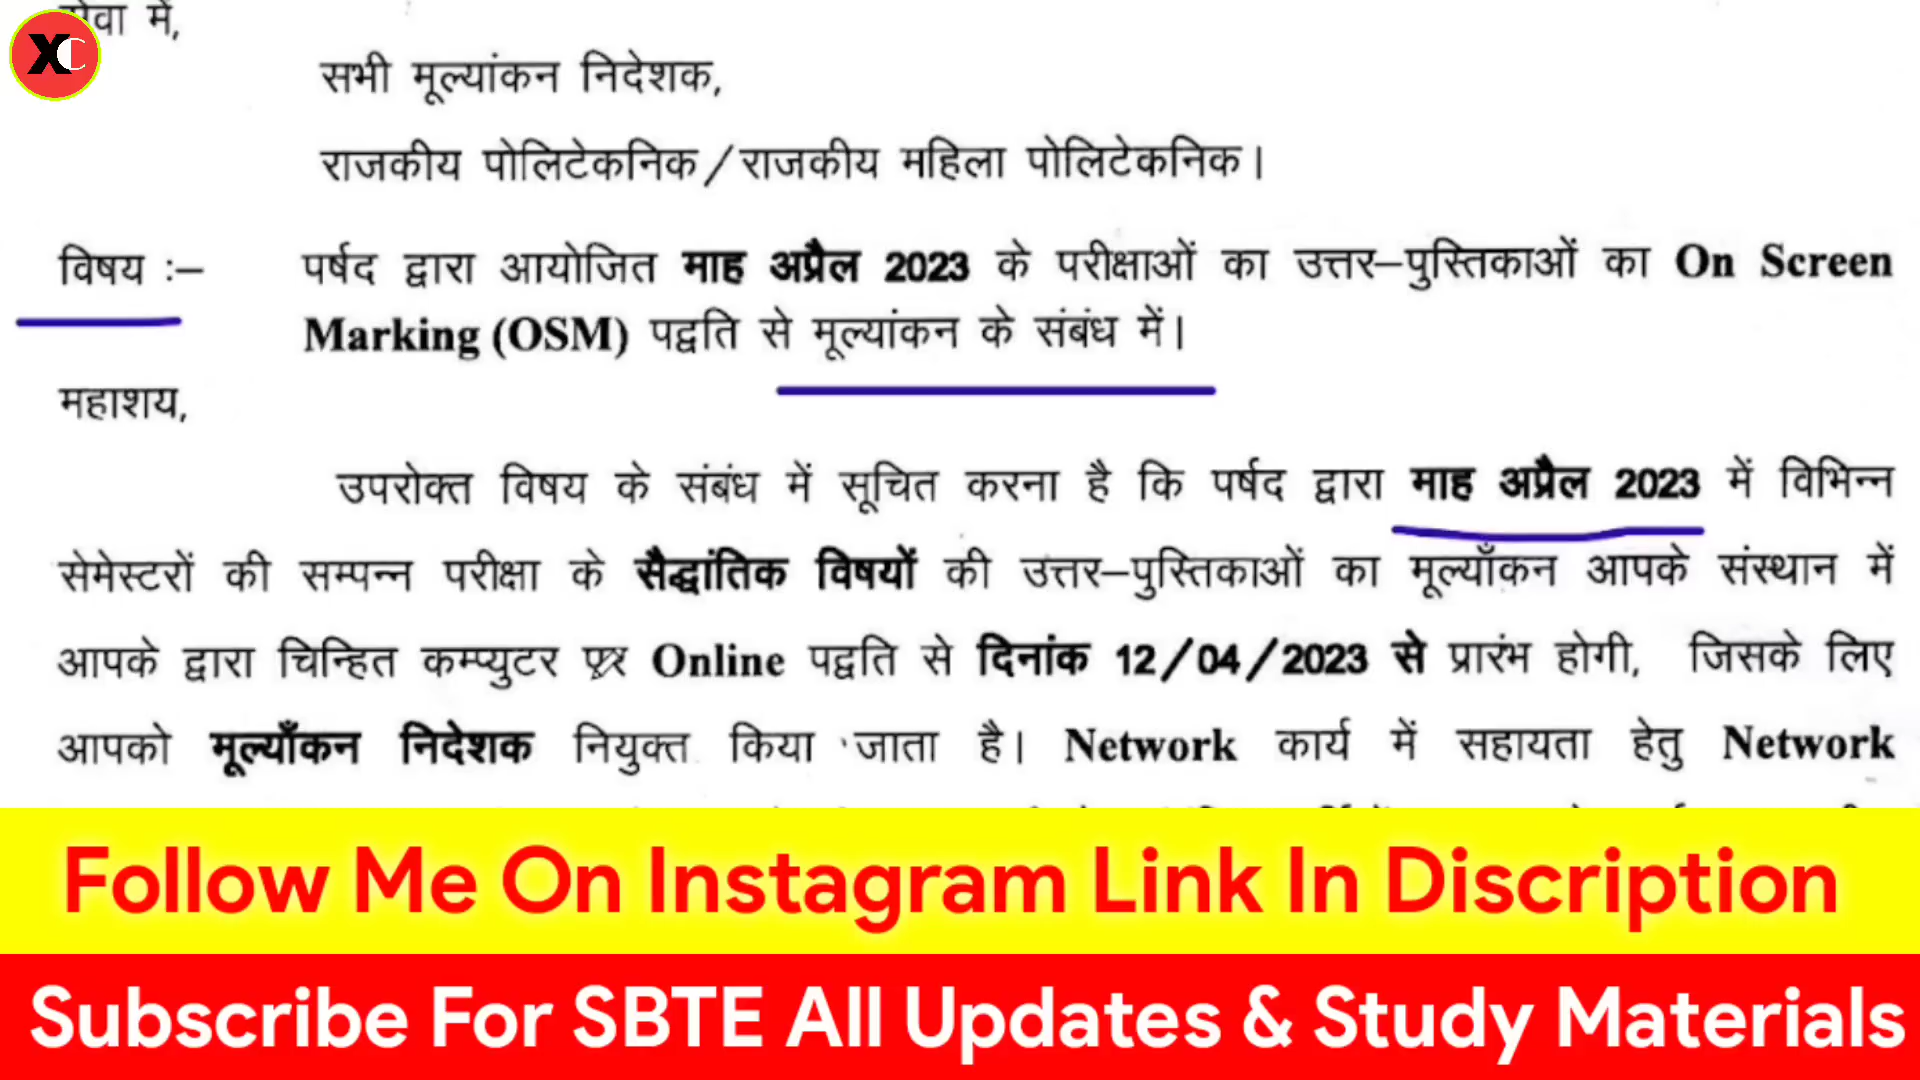 सेवा में,
XC
सभी मूल्यांकन निदेशक,
राजकीय पोलिटेकनिक/राजकीय महिला पोलिटेकनिक।
विषय :– पर्षद द्वारा आयोजित माह अप्रैल 2023 के परीक्षाओं का उत्तर–पुस्तिकाओं का On Screen
Marking (OSM) पद्वति से मूल्यांकन के संबंध में।
महाशय,
उपरोक्त विषय के संबंध में सूचित करना है कि पर्षद द्वारा माह अप्रैल 2023 में विभिन्न
सेमेस्टरों की सम्पन्न परीक्षा के सैद्धांतिक विषयों की उत्तर–पुस्तिकाओं का मूल्याँकन आपके संस्थान में
आपके द्वारा चिन्हित कम्प्युटर Online पद्वति से दिनांक 12/04/2023 से प्रारंभ होगी, जिसके लिए
आपको मूल्याँकन निदेशक नियुक्त किया जाता है। Network कार्य में सहायता हेतु Network
Follow Me On Instagram Link In Discription
Subscribe For SBTE All Updates & Study Materials